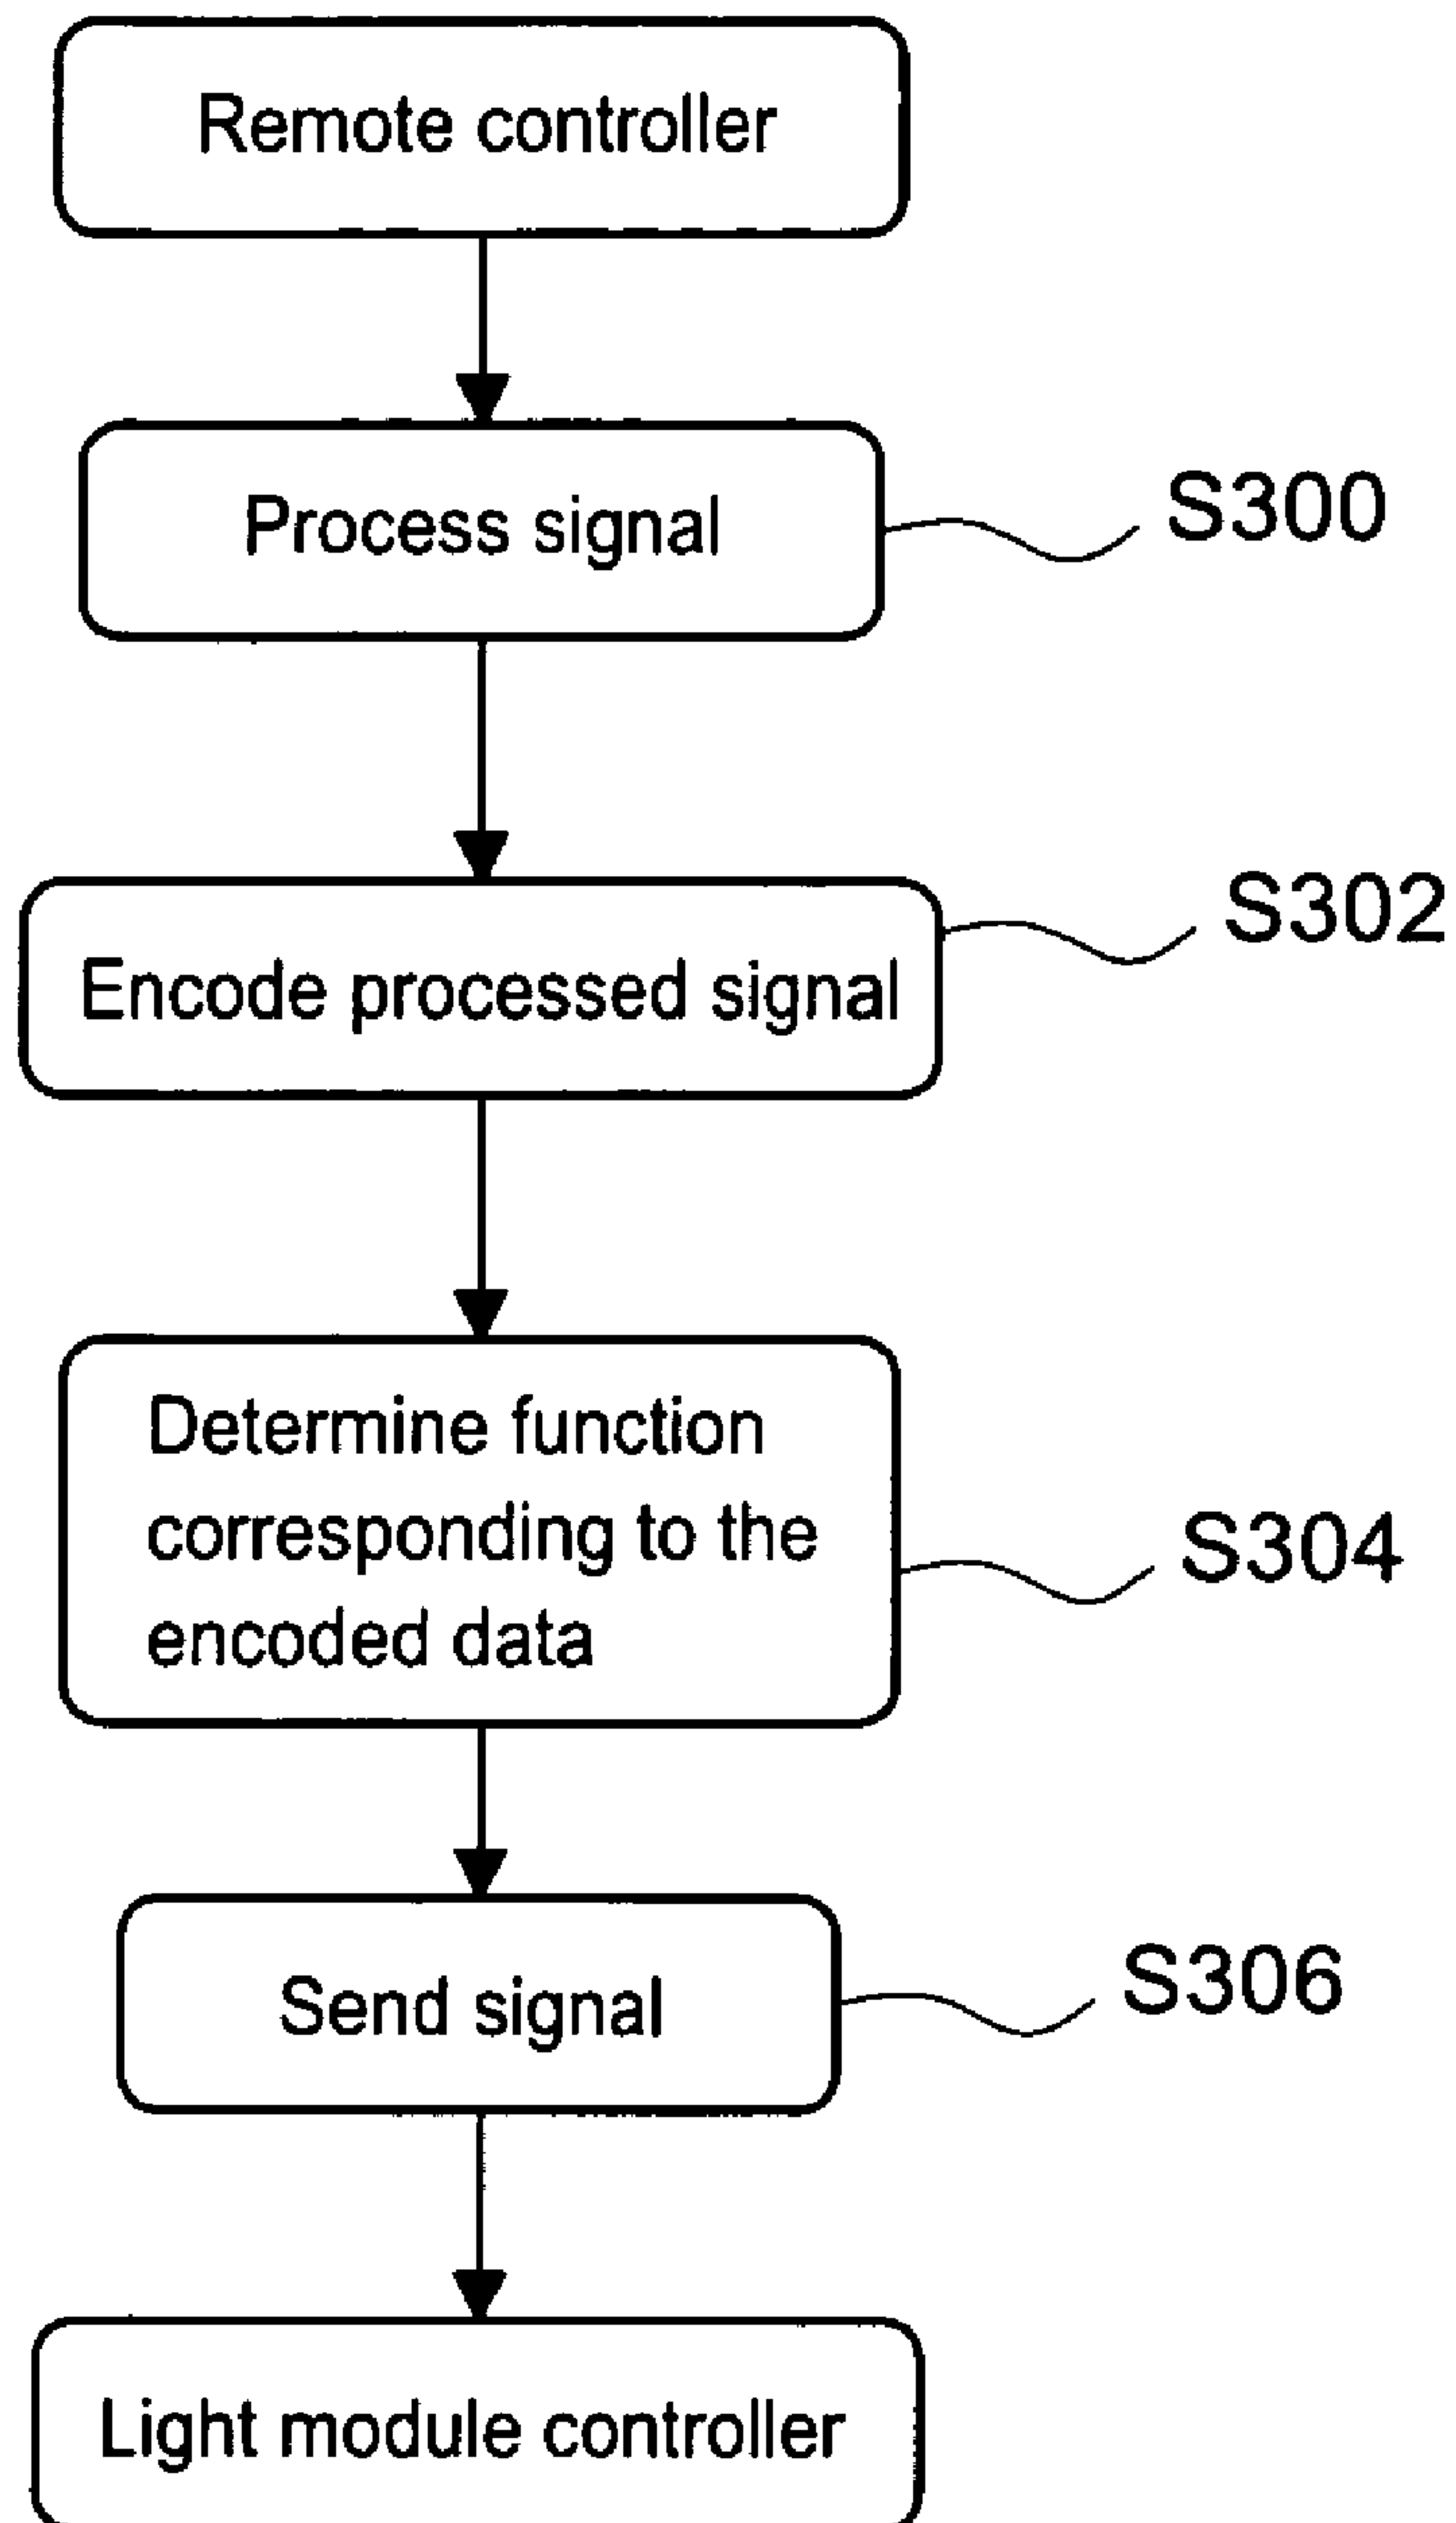 Remote controller
Process signal
S300
Encode processed signal
S302
Determine function
corresponding to the
encoded data
S304
Send signal
S306
Light module controller